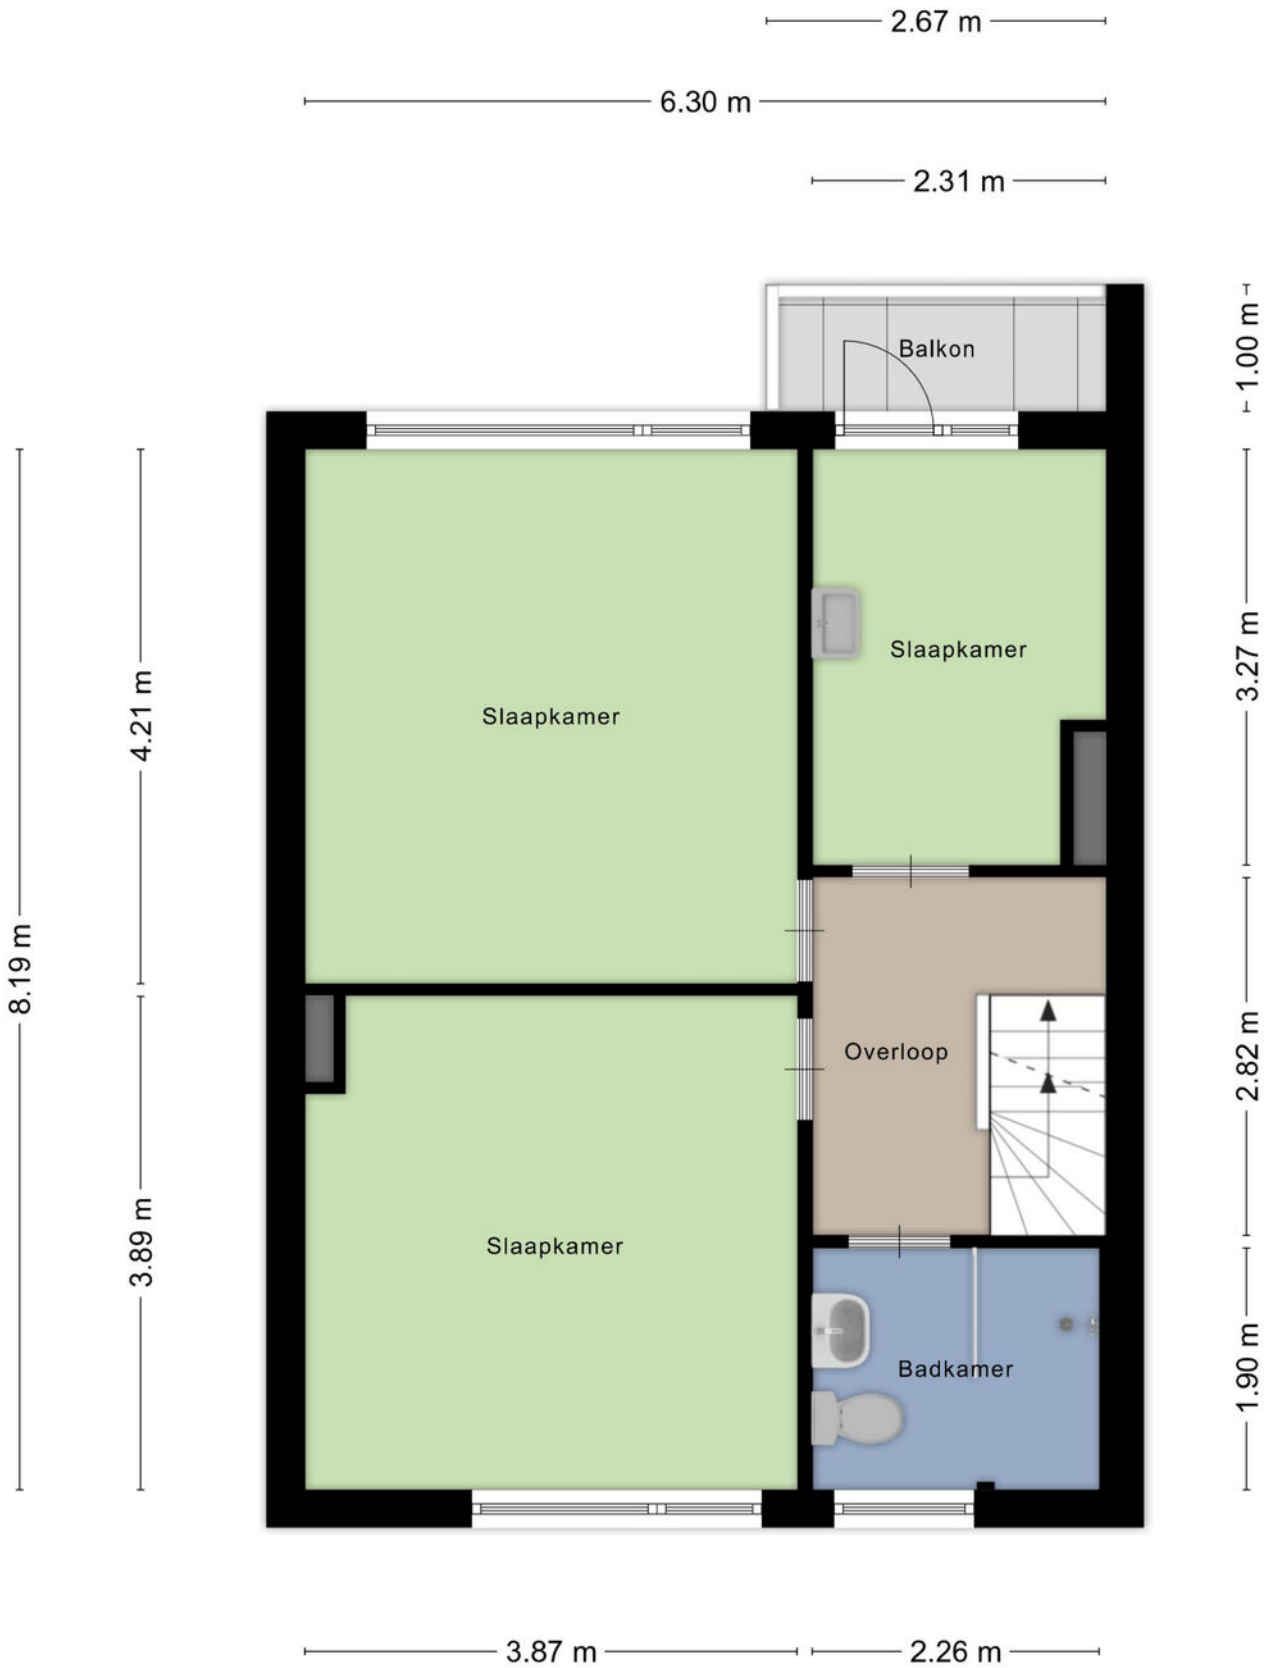 2.67 m
6.30 m
2.31 m
Balkon
1.00 m
Slaapkamer
3.27 m
Slaapkamer
4.21 m
8.19 m
Overloop
2.82 m
Slaapkamer
3.89 m
Badkamer
1.90 m
3.87 m
2.26 m